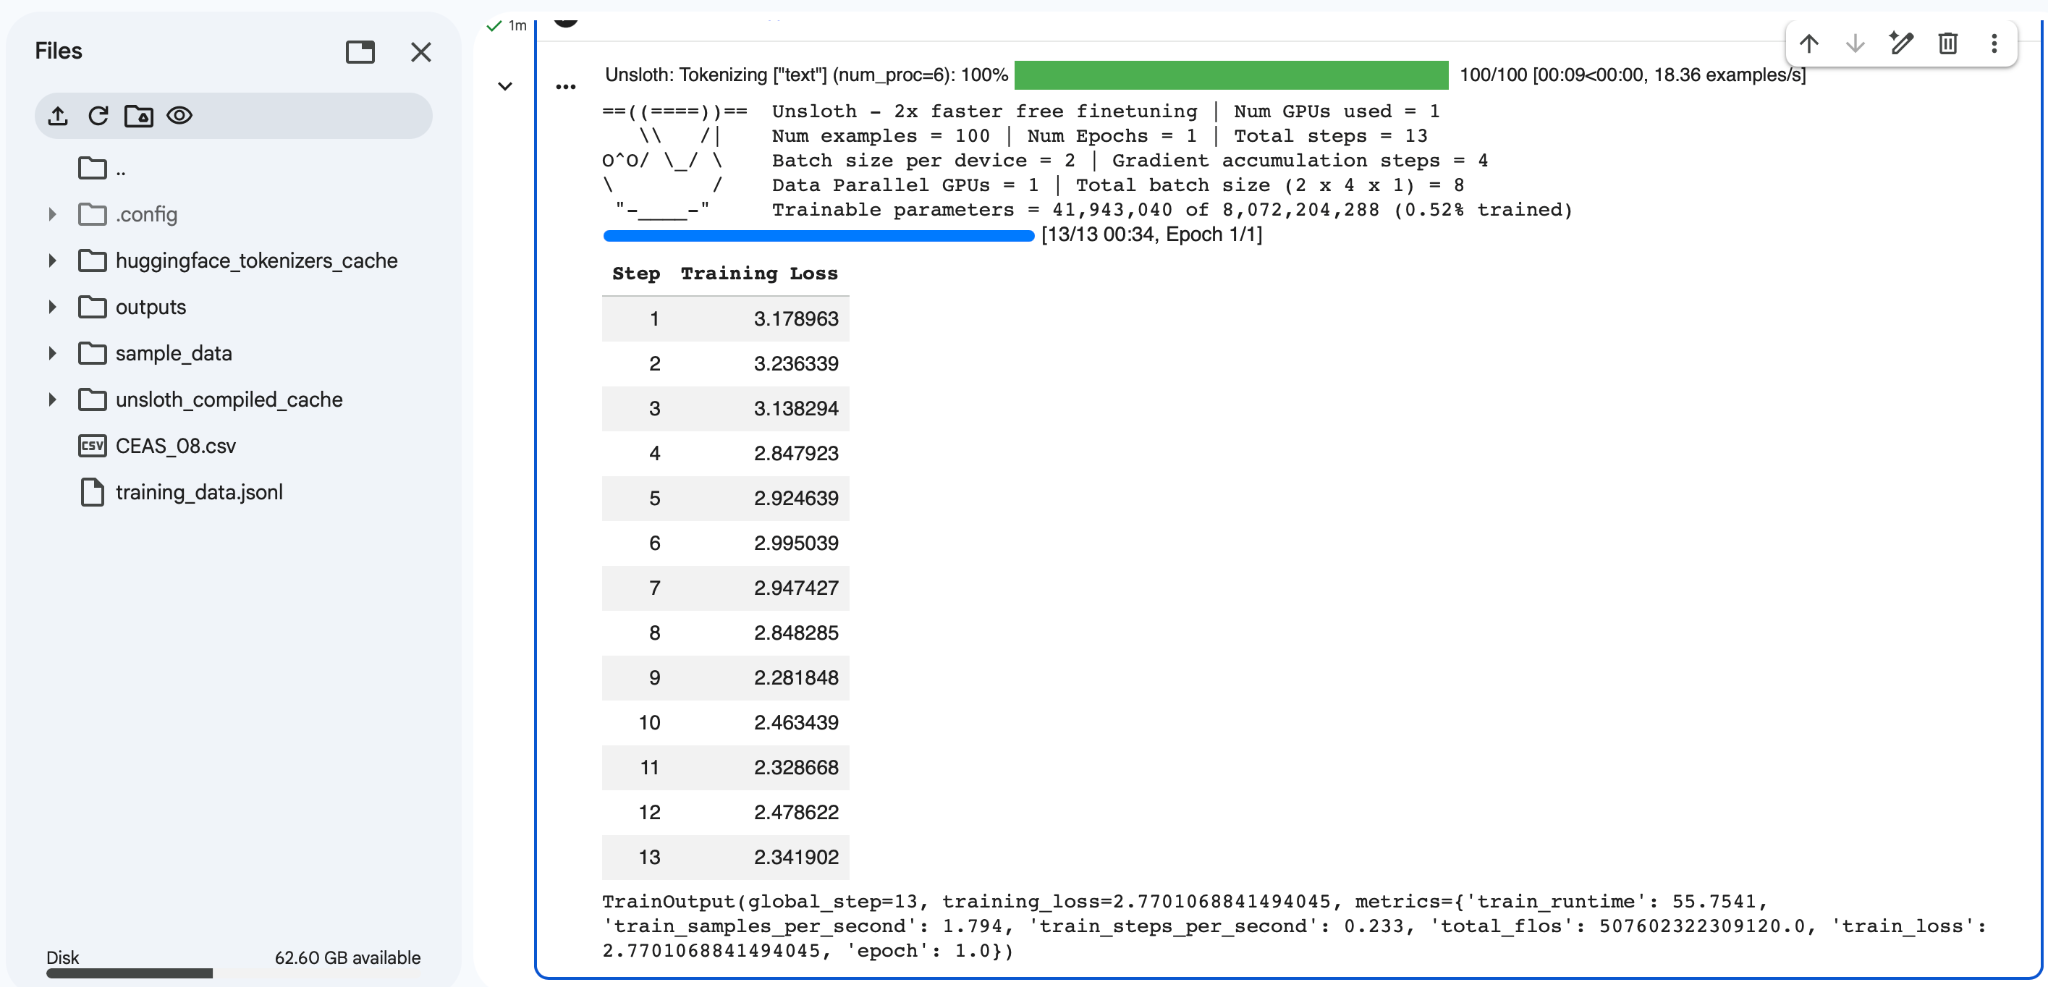 Files
..
.config
huggingface_tokenizers_cache
outputs
sample_data
unsloth_compiled_cache
CSV CEAS_08.csv
training_data.jsonl
Disk 62.60 GB available
1m
Unsloth: Tokenizing ["text"] (num_proc=6): 100% 100/100 [00:09<00:00, 18.36 examples/s]
==((====))==   Unsloth - 2x faster free finetuning | Num GPUs used = 1
   \\   /|    Num examples = 100 | Num Epochs = 1 | Total steps = 13
O^O/ \_/ \    Batch size per device = 2 | Gradient accumulation steps = 4
\        /    Data Parallel GPUs = 1 | Total batch size (2 x 4 x 1) = 8
 "-____-"     Trainable parameters = 41,943,040 of 8,072,204,288 (0.52% trained)
[13/13 00:34, Epoch 1/1]
Step Training Loss
1 3.178963
2 3.236339
3 3.138294
4 2.847923
5 2.924639
6 2.995039
7 2.947427
8 2.848285
9 2.281848
10 2.463439
11 2.328668
12 2.478622
13 2.341902
TrainOutput(global_step=13, training_loss=2.7701068841494045, metrics={'train_runtime': 55.7541,
'train_samples_per_second': 1.794, 'train_steps_per_second': 0.233, 'total_flos': 507602322309120.0, 'train_loss':
2.7701068841494045, 'epoch': 1.0})